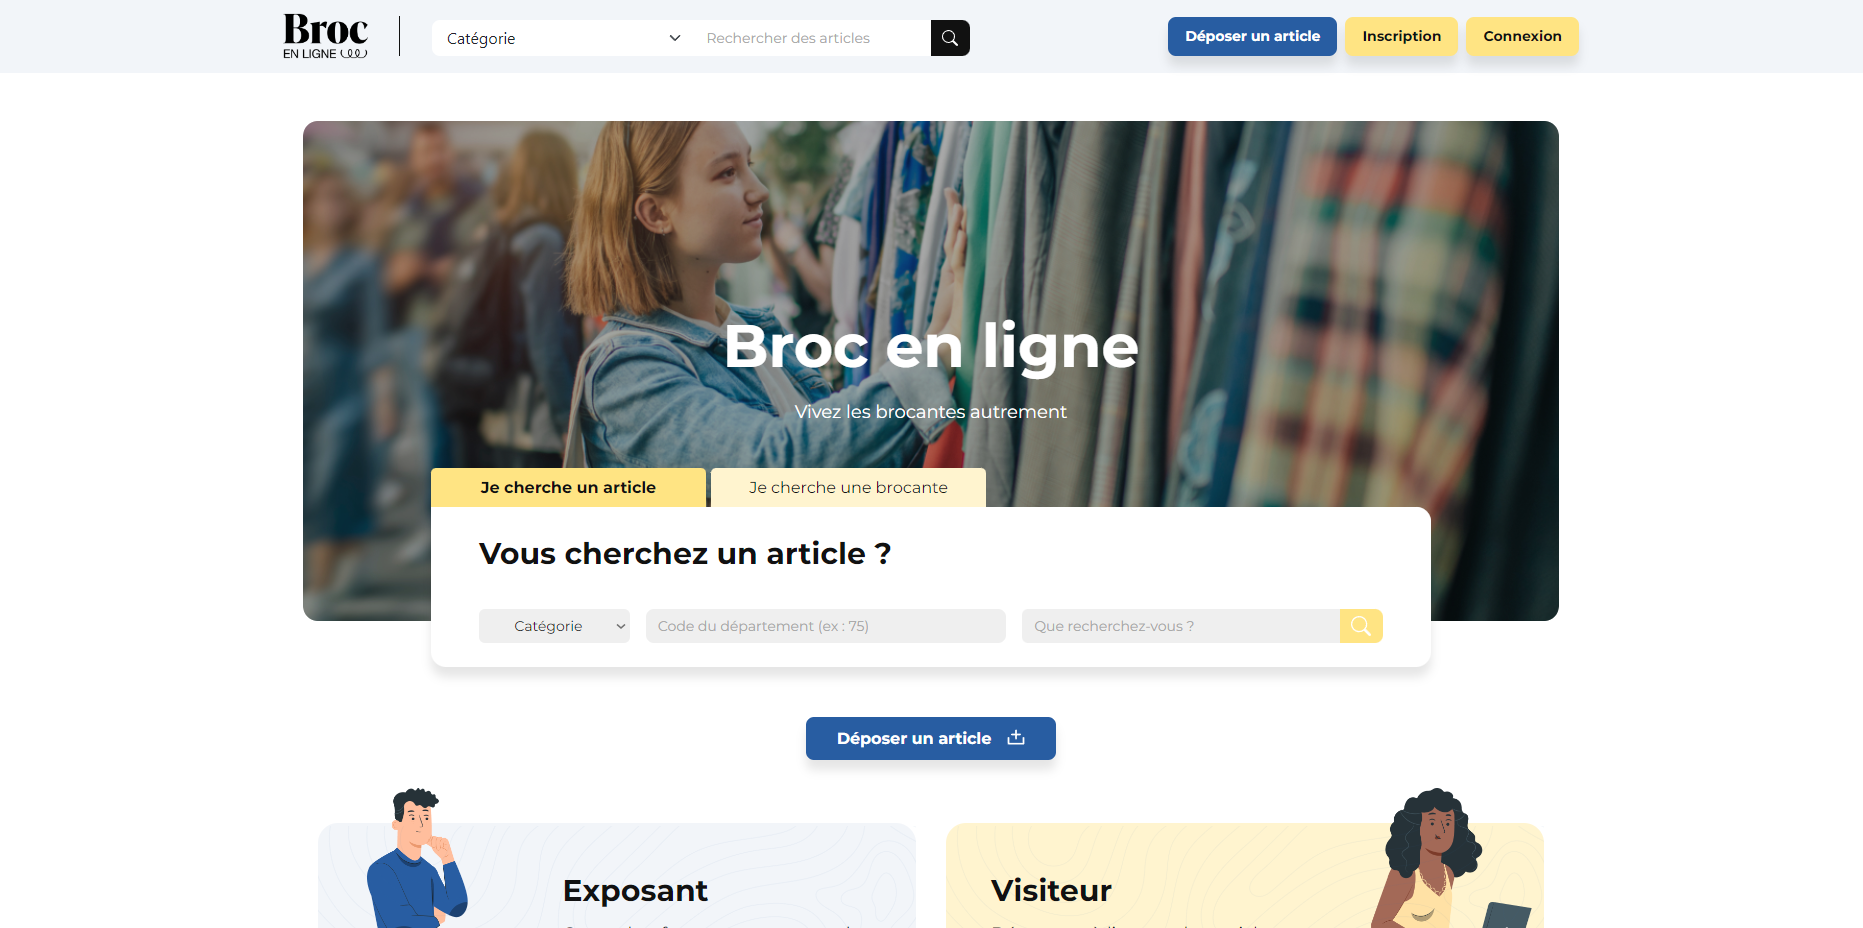 Broc
EN LIGNE
Catégorie
Rechercher des articles
Déposer un article
Inscription
Connexion
Broc en ligne
Vivez les brocantes autrement
Je cherche un article
Je cherche une brocante
Vous cherchez un article ?
Catégorie
Code du département (ex : 75)
Que recherchez-vous ?
Déposer un article
Exposant
Visiteur